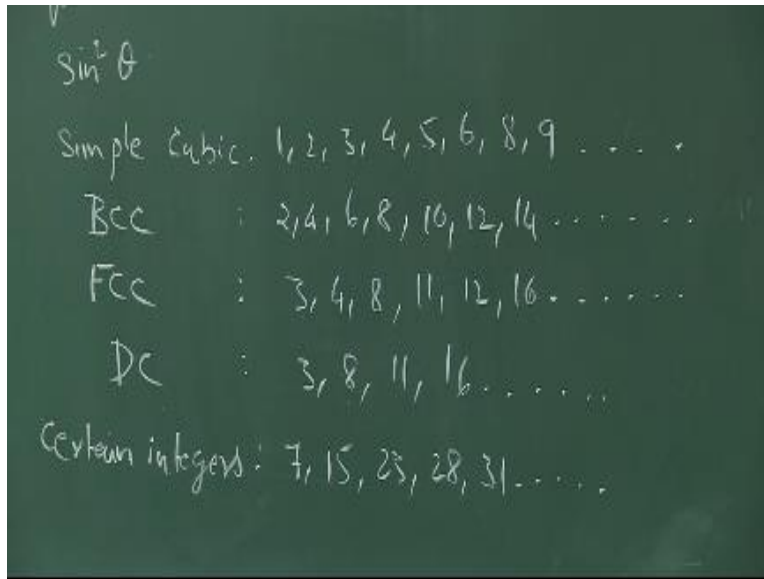 Sin² θ
Simple Cubic. 1, 2, 3, 4, 5, 6, 8, 9 . . . . .
BCC : 2, 4, 6, 8, 10, 12, 14 . . . . . .
FCC : 3, 4, 8, 11, 12, 16 . . . . . .
DC : 3, 8, 11, 16 . . . . . .
Certain integers : 7, 15, 23, 28, 31 . . . . .